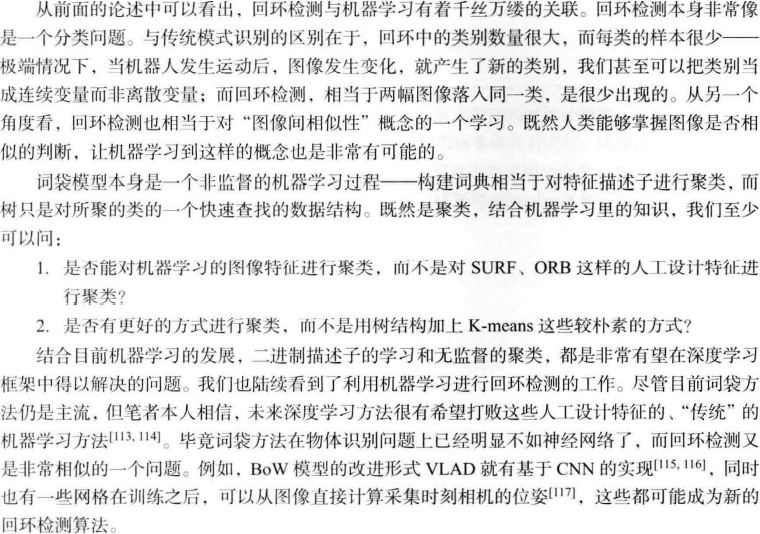 从前面的论述中可以看出，回环检测与机器学习有着千丝万缕的关联。回环检测本身非常像
是一个分类问题。与传统模式识别的区别在于，回环中的类别数量很大，而每类的样本很少——
极端情况下，当机器人发生运动后，图像发生变化，就产生了新的类别，我们甚至可以把类别当
成连续变量而非离散变量；而回环检测，相当于两幅图像落入同一类，是很少出现的。从另一个
角度看，回环检测也相当于对“图像间相似性”概念的一个学习。既然人类能够掌握图像是否相
似的判断，让机器学习到这样的概念也是非常有可能的。
词袋模型本身是一个非监督的机器学习过程——构建词典相当于对特征描述子进行聚类，而
树只是对所聚的类的一个快速查找的数据结构。既然是聚类，结合机器学习里的知识，我们至少
可以问：
1. 是否能对机器学习的图像特征进行聚类，而不是对 SURF、ORB 这样的人工设计特征进
行聚类？
2. 是否有更好的方式进行聚类，而不是用树结构加上 K-means 这些较朴素的方式？
结合目前机器学习的发展，二进制描述子的学习和无监督的聚类，都是非常有望在深度学习
框架中得以解决的问题。我们也陆续看到了利用机器学习进行回环检测的工作。尽管目前词袋方
法仍是主流，但笔者本人相信，未来深度学习方法很有希望打败这些人工设计特征的、“传统”的
机器学习方法[113, 114]。毕竟词袋方法在物体识别问题上已经明显不如神经网络了，而回环检测又
是非常相似的一个问题。例如，BoW 模型的改进形式 VLAD 就有基于 CNN 的实现[115, 116]，同时
也有一些网格在训练之后，可以从图像直接计算采集时刻相机的位姿[117]，这些都可能成为新的
回环检测算法。